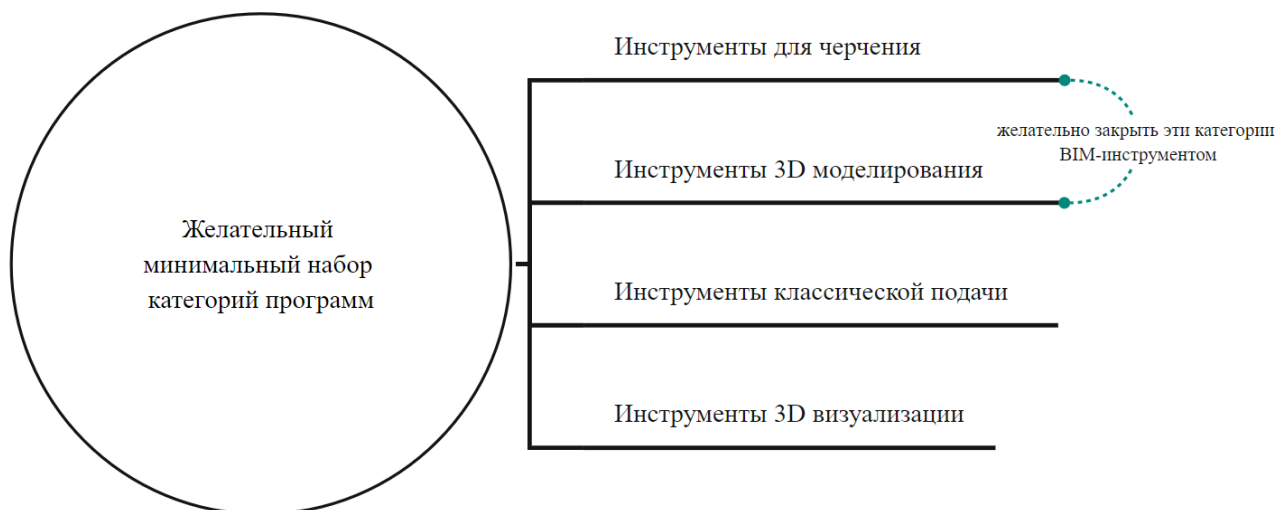 Инструменты для черчения
желательно закрыть эти категории
BIM-инструментом
Инструменты 3D моделирования
Желательный
минимальный набор
категорий программ
Инструменты классической подачи
Инструменты 3D визуализации